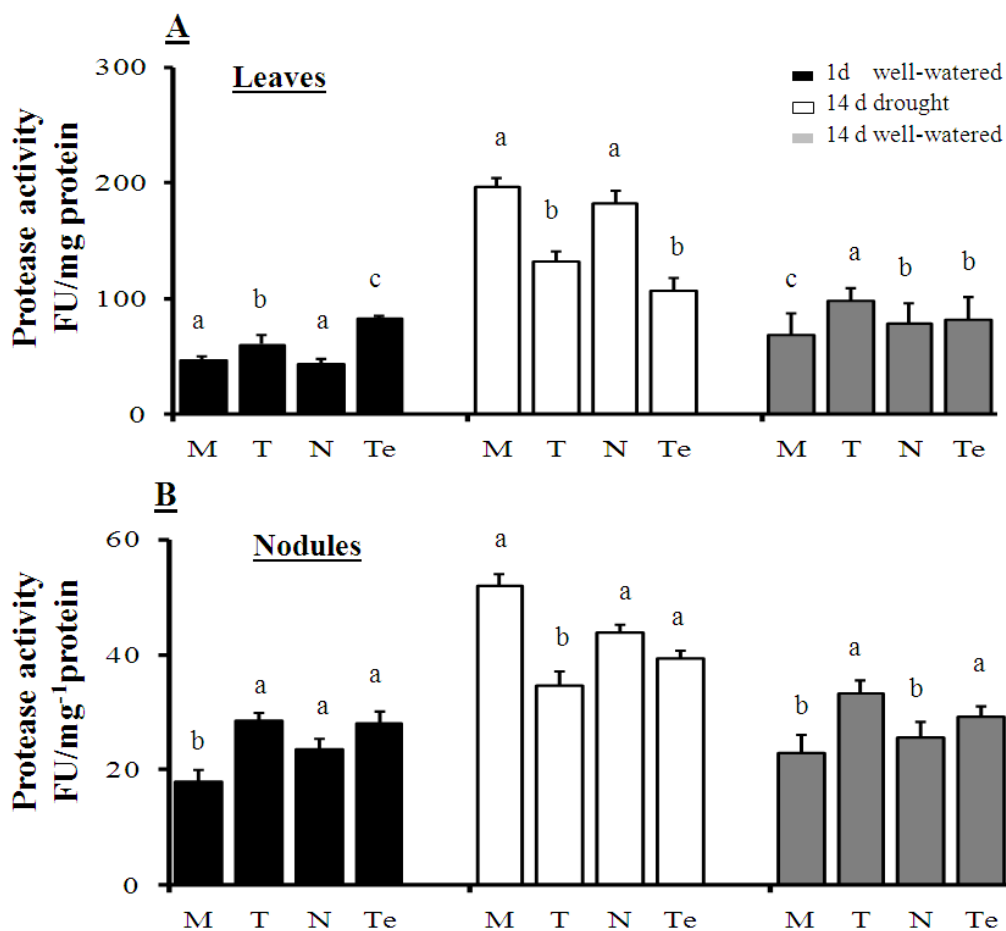 A
Leaves
1d well-watered
14 d drought
14 d well-watered
Protease activity
FU/mg protein
300
200
100
0
a b a c
a b a b
c a b b
M T N Te M T N Te M T N Te
B
Nodules
Protease activity
FU/mg⁻¹protein
60
40
20
0
b a a a
a b a a
b a b a
M T N Te M T N Te M T N Te